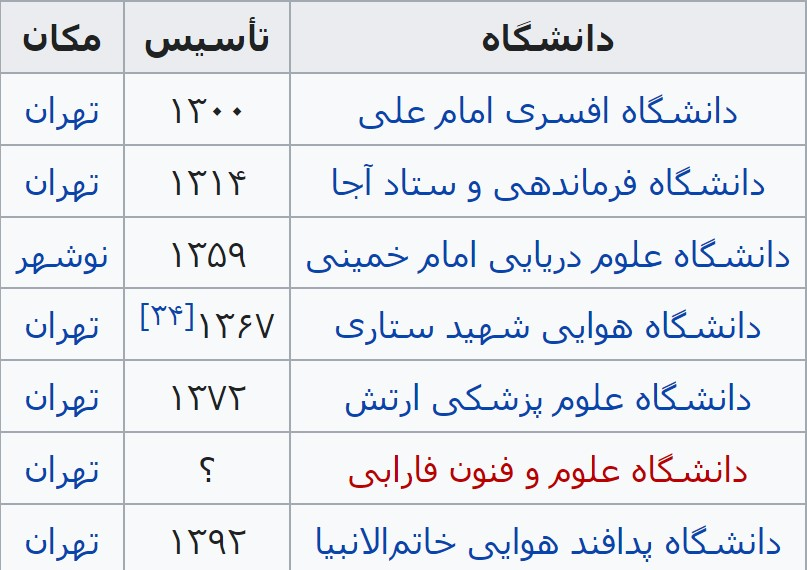 دانشگاه تأسیس مکان
دانشگاه افسری امام علی ۱۳۰۰ تهران
دانشگاه فرماندهی و ستاد آجا ۱۳۱۴ تهران
دانشگاه علوم دریایی امام خمینی ۱۳۵۹ نوشهر
دانشگاه هوایی شهید ستاری ۱۳۶۷[۳۴] تهران
دانشگاه علوم پزشکی ارتش ۱۳۷۲ تهران
دانشگاه علوم و فنون فارابی ؟ تهران
دانشگاه پدافند هوایی خاتم‌الانبیا ۱۳۹۲ تهران